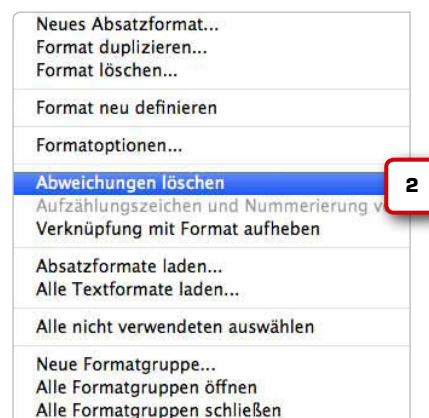 Neues Absatzformat...
Format duplizieren...
Format löschen...
Format neu definieren
Formatoptionen...
Abweichungen löschen
2
Aufzählungszeichen und Nummerierung
Verknüpfung mit Format aufheben
Absatzformate laden...
Alle Textformate laden...
Alle nicht verwendeten auswählen
Neue Formatgruppe...
Alle Formatgruppen öffnen
Alle Formatgruppen schließen